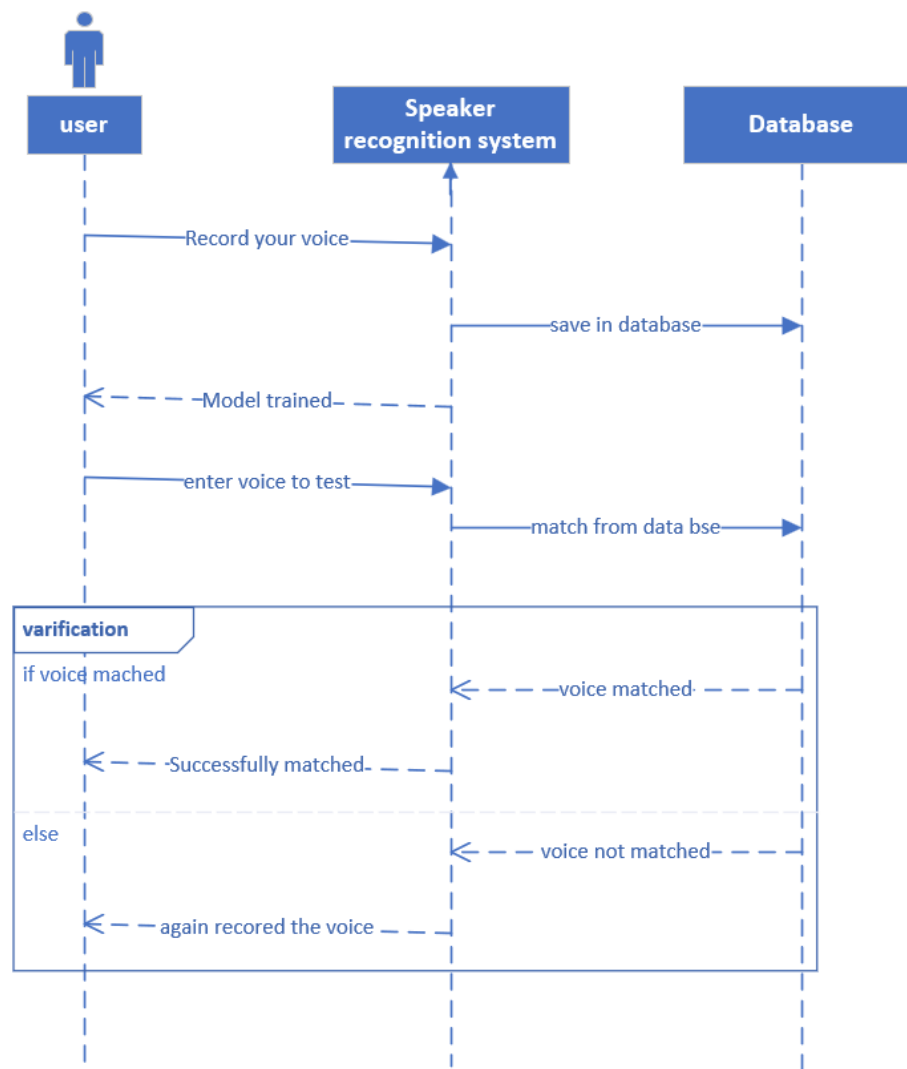 user
Speaker
recognition system
Database
Record your voice
save in database
Model trained
enter voice to test
match from data bse
varification
if voice mached
voice matched
Successfully matched
else
voice not matched
again recored the voice